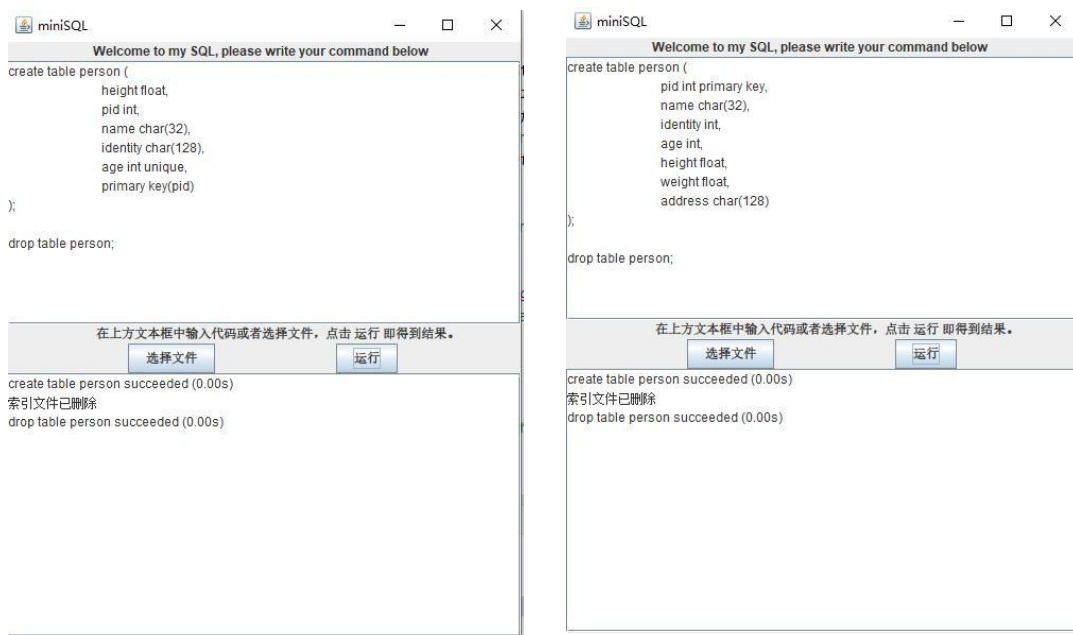 miniSQL
Welcome to my SQL, please write your command below
create table person (
height float,
pid int,
name char(32),
identity char(128),
age int unique,
primary key(pid)
);
drop table person;
在上方文本框中输入代码或者选择文件，点击 运行 即得到结果。
选择文件
运行
create table person succeeded (0.00s)
索引文件已删除
drop table person succeeded (0.00s)
miniSQL
Welcome to my SQL, please write your command below
create table person (
pid int primary key,
name char(32),
identity int,
age int,
height float,
weight float,
address char(128)
);
drop table person;
在上方文本框中输入代码或者选择文件，点击 运行 即得到结果。
选择文件
运行
create table person succeeded (0.00s)
索引文件已删除
drop table person succeeded (0.00s)